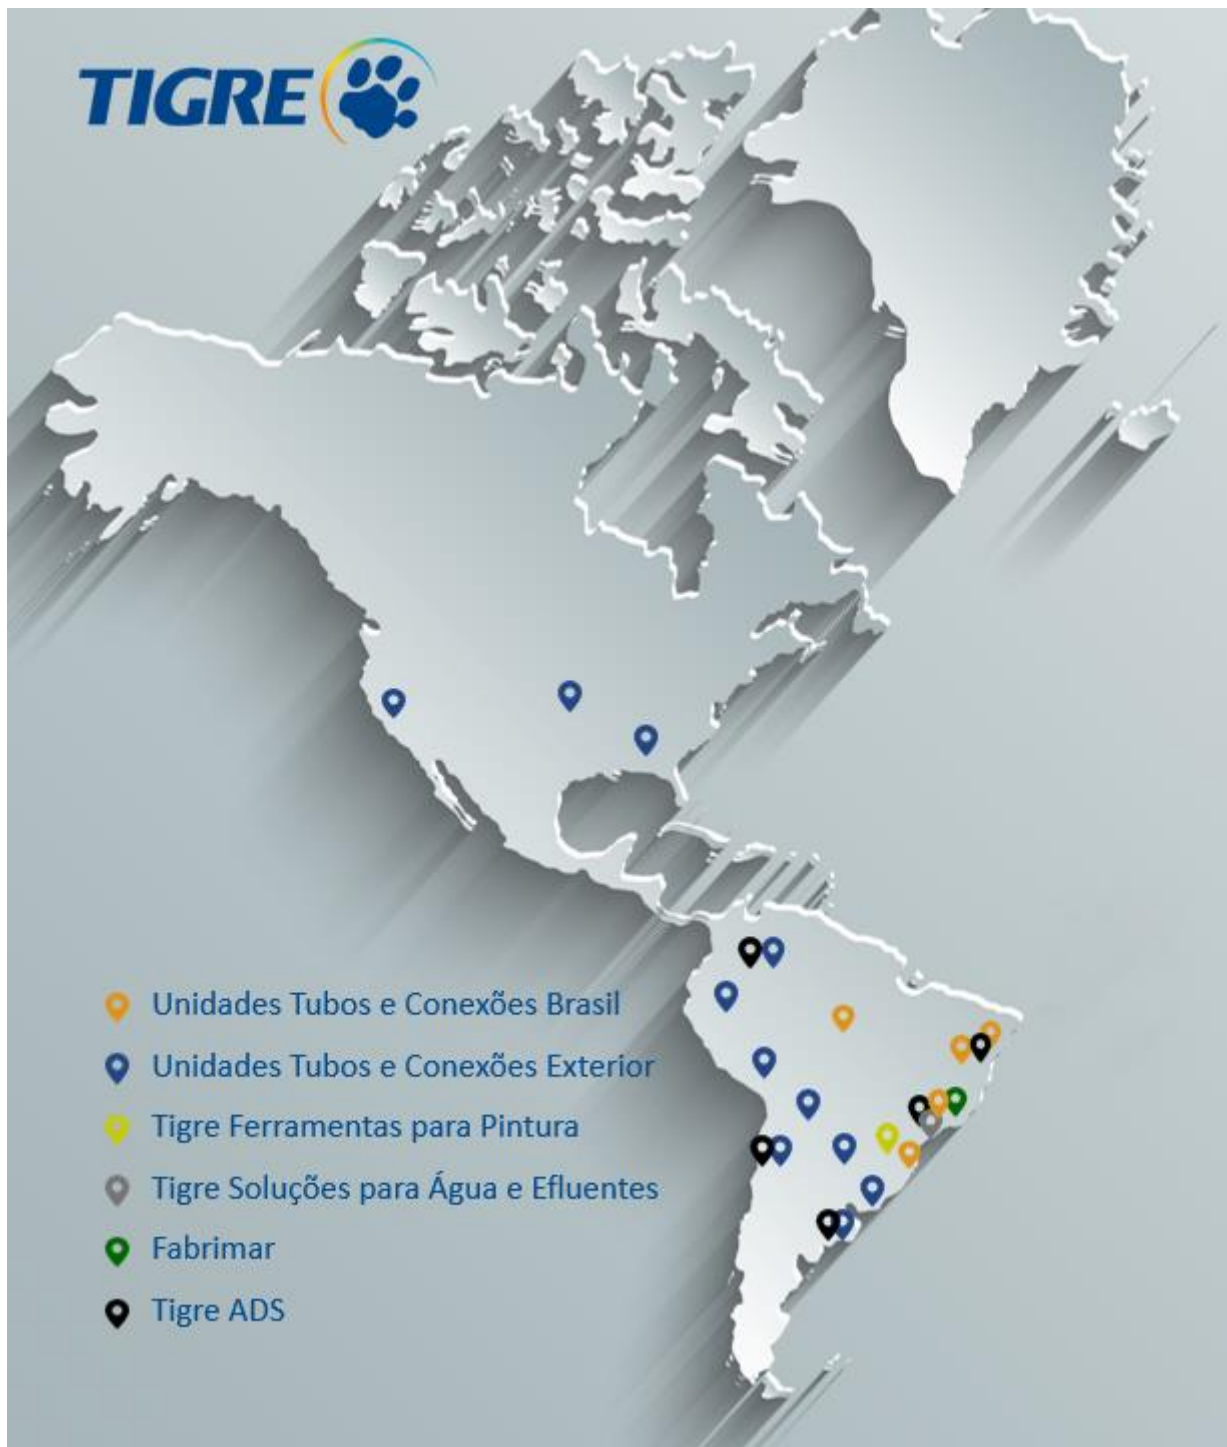 TIGRE
Unidades Tubos e Conexões Brasil
Unidades Tubos e Conexões Exterior
Tigre Ferramentas para Pintura
Tigre Soluções para Água e Efluentes
Fabrimar
Tigre ADS